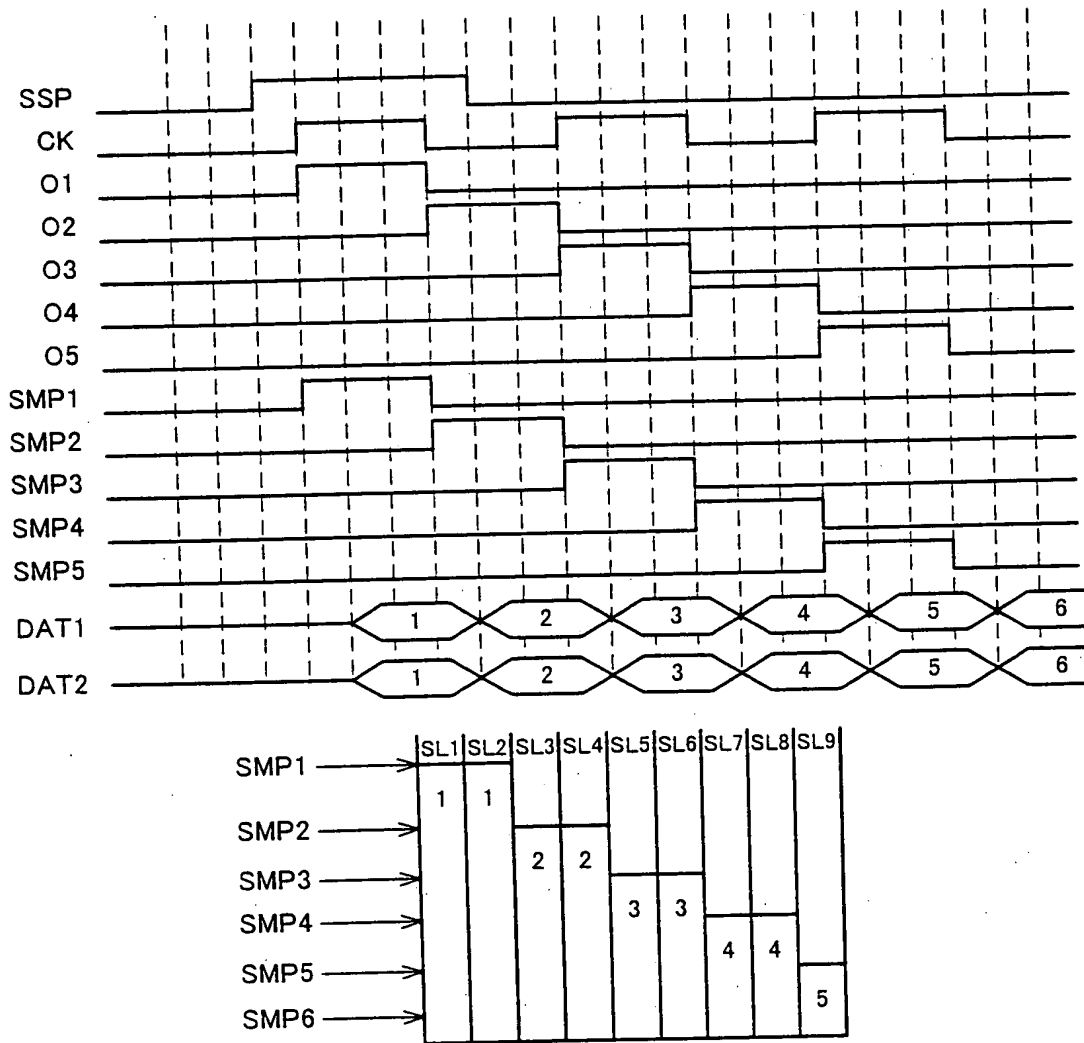 SSP
CK
O1
O2
O3
O4
O5
SMP1
SMP2
SMP3
SMP4
SMP5
DAT1 1 2 3 4 5 6
DAT2 1 2 3 4 5 6
SL1 SL2 SL3 SL4 SL5 SL6 SL7 SL8 SL9
SMP1
1 1
SMP2
2 2
SMP3
3 3
SMP4
4 4
SMP5
5
SMP6